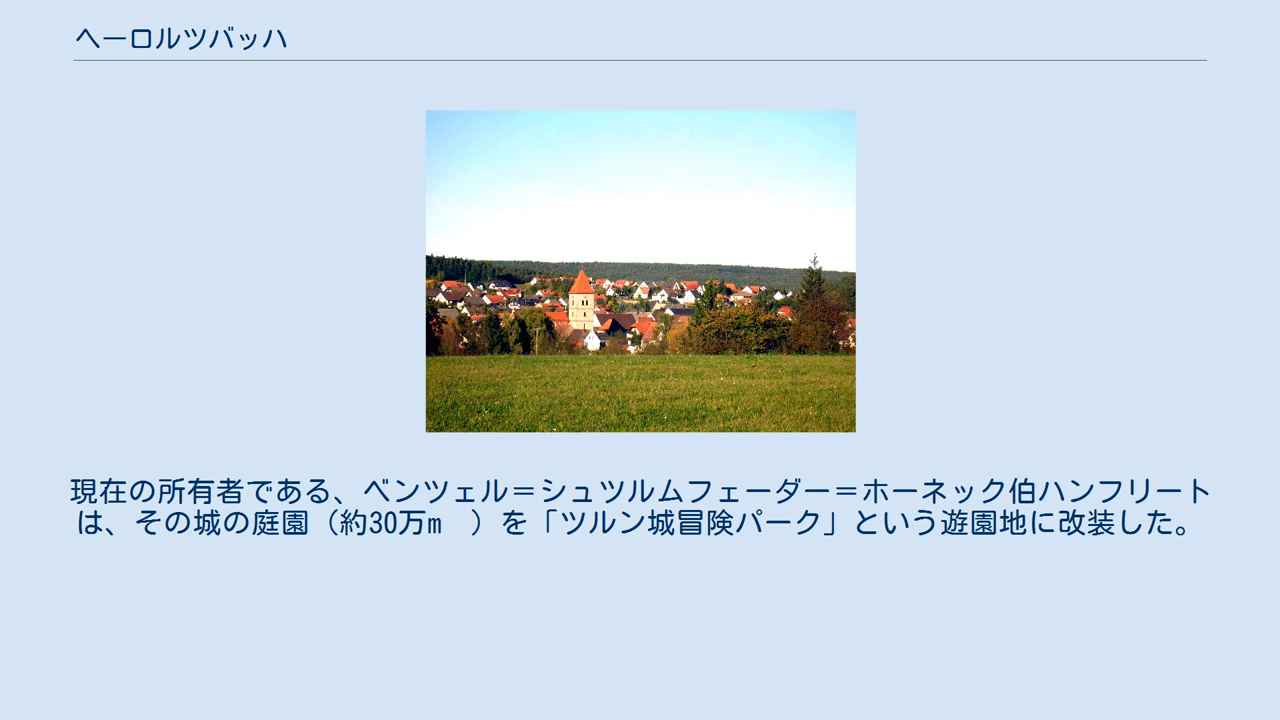 ヘーロルツバッハ
現在の所有者である、ベンツェル＝シュツルムフェーダー＝ホーネック伯ハンフリート
は、その城の庭園（約30万m　）を「ツルン城冒険パーク」という遊園地に改装した。